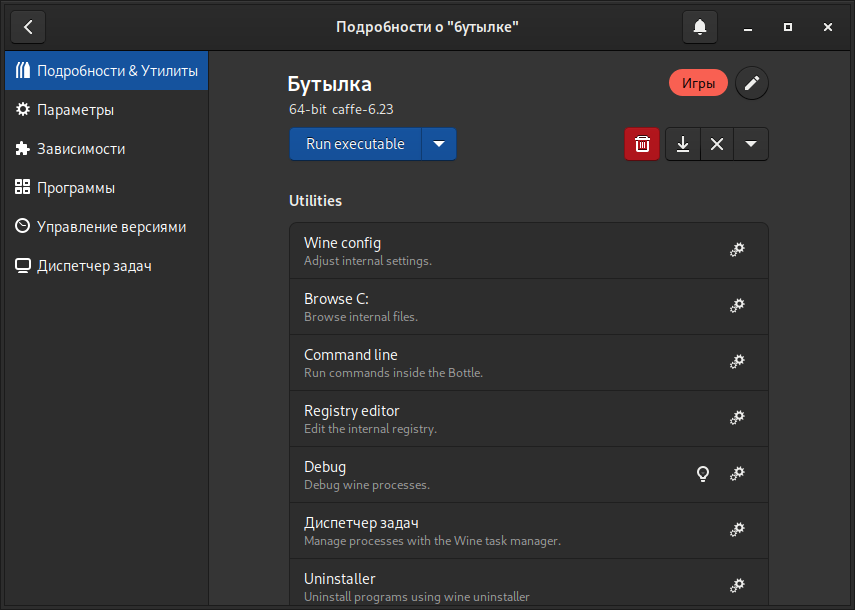 Подробности о "бутылке"
Подробности & Утилиты
Параметры
Зависимости
Программы
Управление версиями
Диспетчер задач
Бутылка
Игры
64-bit caffe-6.23
Run executable
Utilities
Wine config
Adjust internal settings.
Browse C:
Browse internal files.
Command line
Run commands inside the Bottle.
Registry editor
Edit the internal registry.
Debug
Debug wine processes.
Диспетчер задач
Manage processes with the Wine task manager.
Uninstaller
Uninstall programs using wine uninstaller